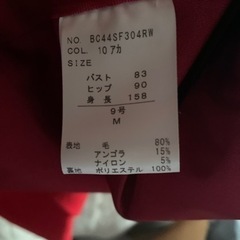 NO. BC44SF304RW
COL. 10 アカ
SIZE
バスト 83
ヒップ 90
身長 158
9号
M
表地 毛 80%
アンゴラ 15%
ナイロン 5%
裏地 ポリエステル 100%